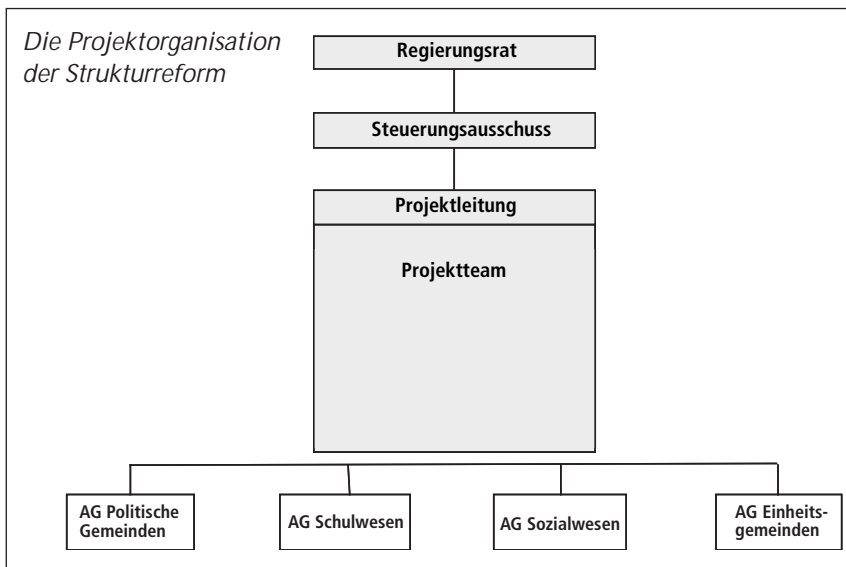 Die Projektorganisation
der Strukturreform
Regierungsrat
Steuerungsausschuss
Projektleitung
Projektteam
AG Politische
Gemeinden
AG Schulwesen
AG Sozialwesen
AG Einheits-
gemeinden